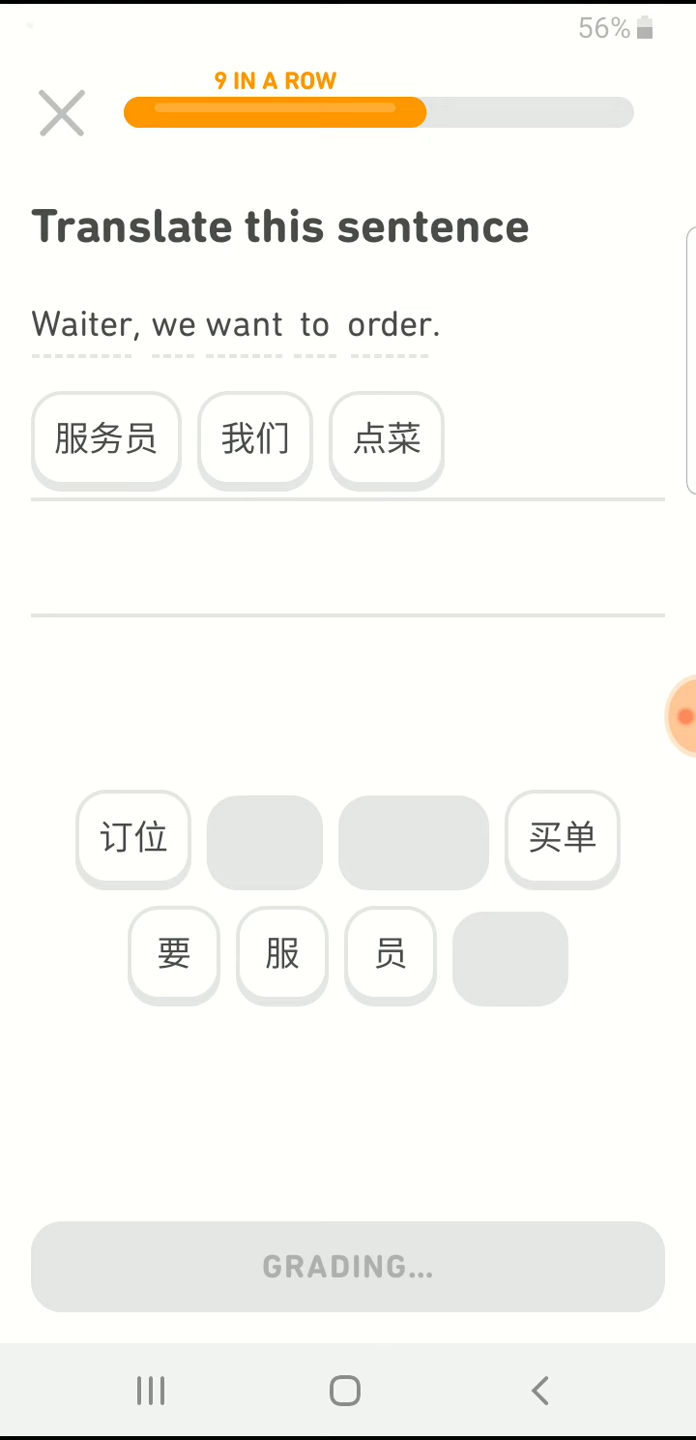 56%
9 IN A ROW
Translate this sentence
Waiter, we want to order.
服务员 我们 点菜
订位 买单
要 服 员
GRADING...